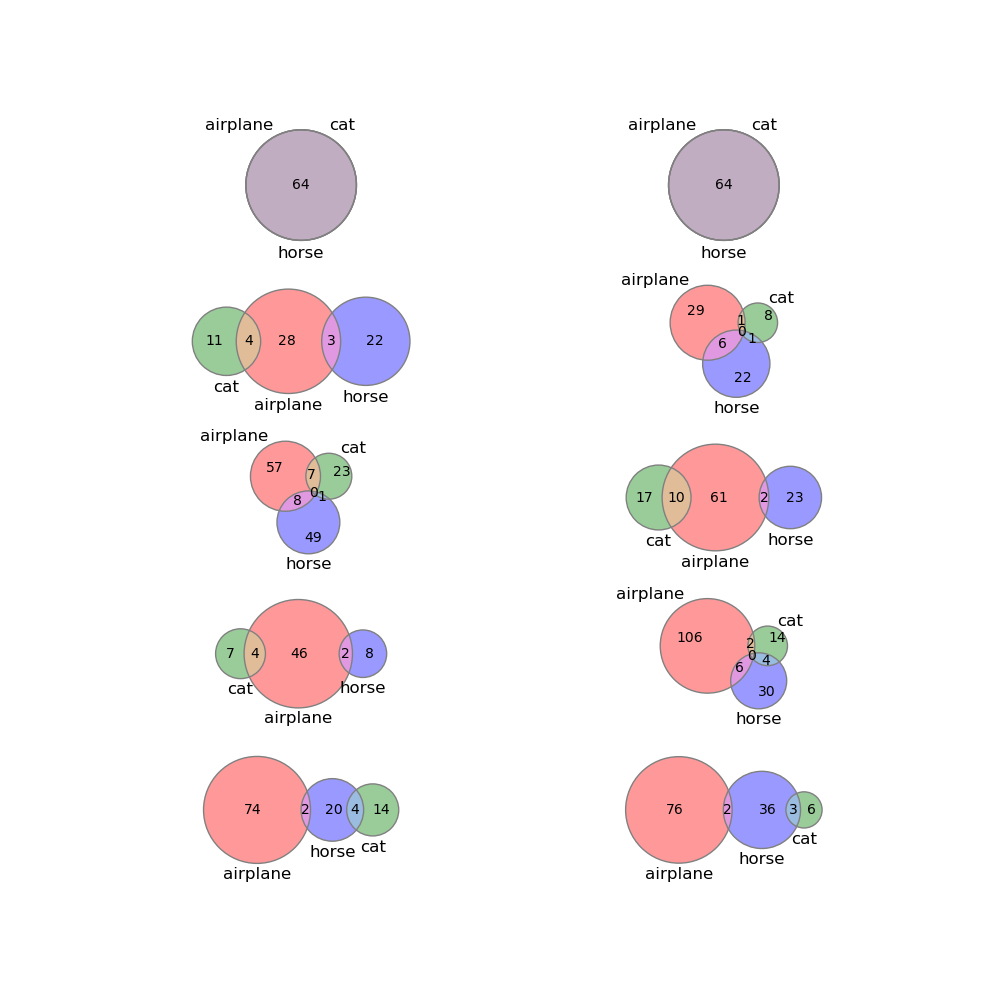 airplane cat
64
horse
airplane cat
64
horse
11 4 28 3 22
cat
airplane
horse
airplane
cat
29 1 8
0 1
6
22
horse
airplane
cat
57 7 23
8 0 1
49
horse
17 10 61 2 23
cat
airplane
horse
7 4 46 2 8
cat
airplane
horse
airplane
cat
106 2 14
0 4
6
30
horse
74 2 20 4 14
airplane
horse
cat
76 2 36 3 6
airplane
horse
cat